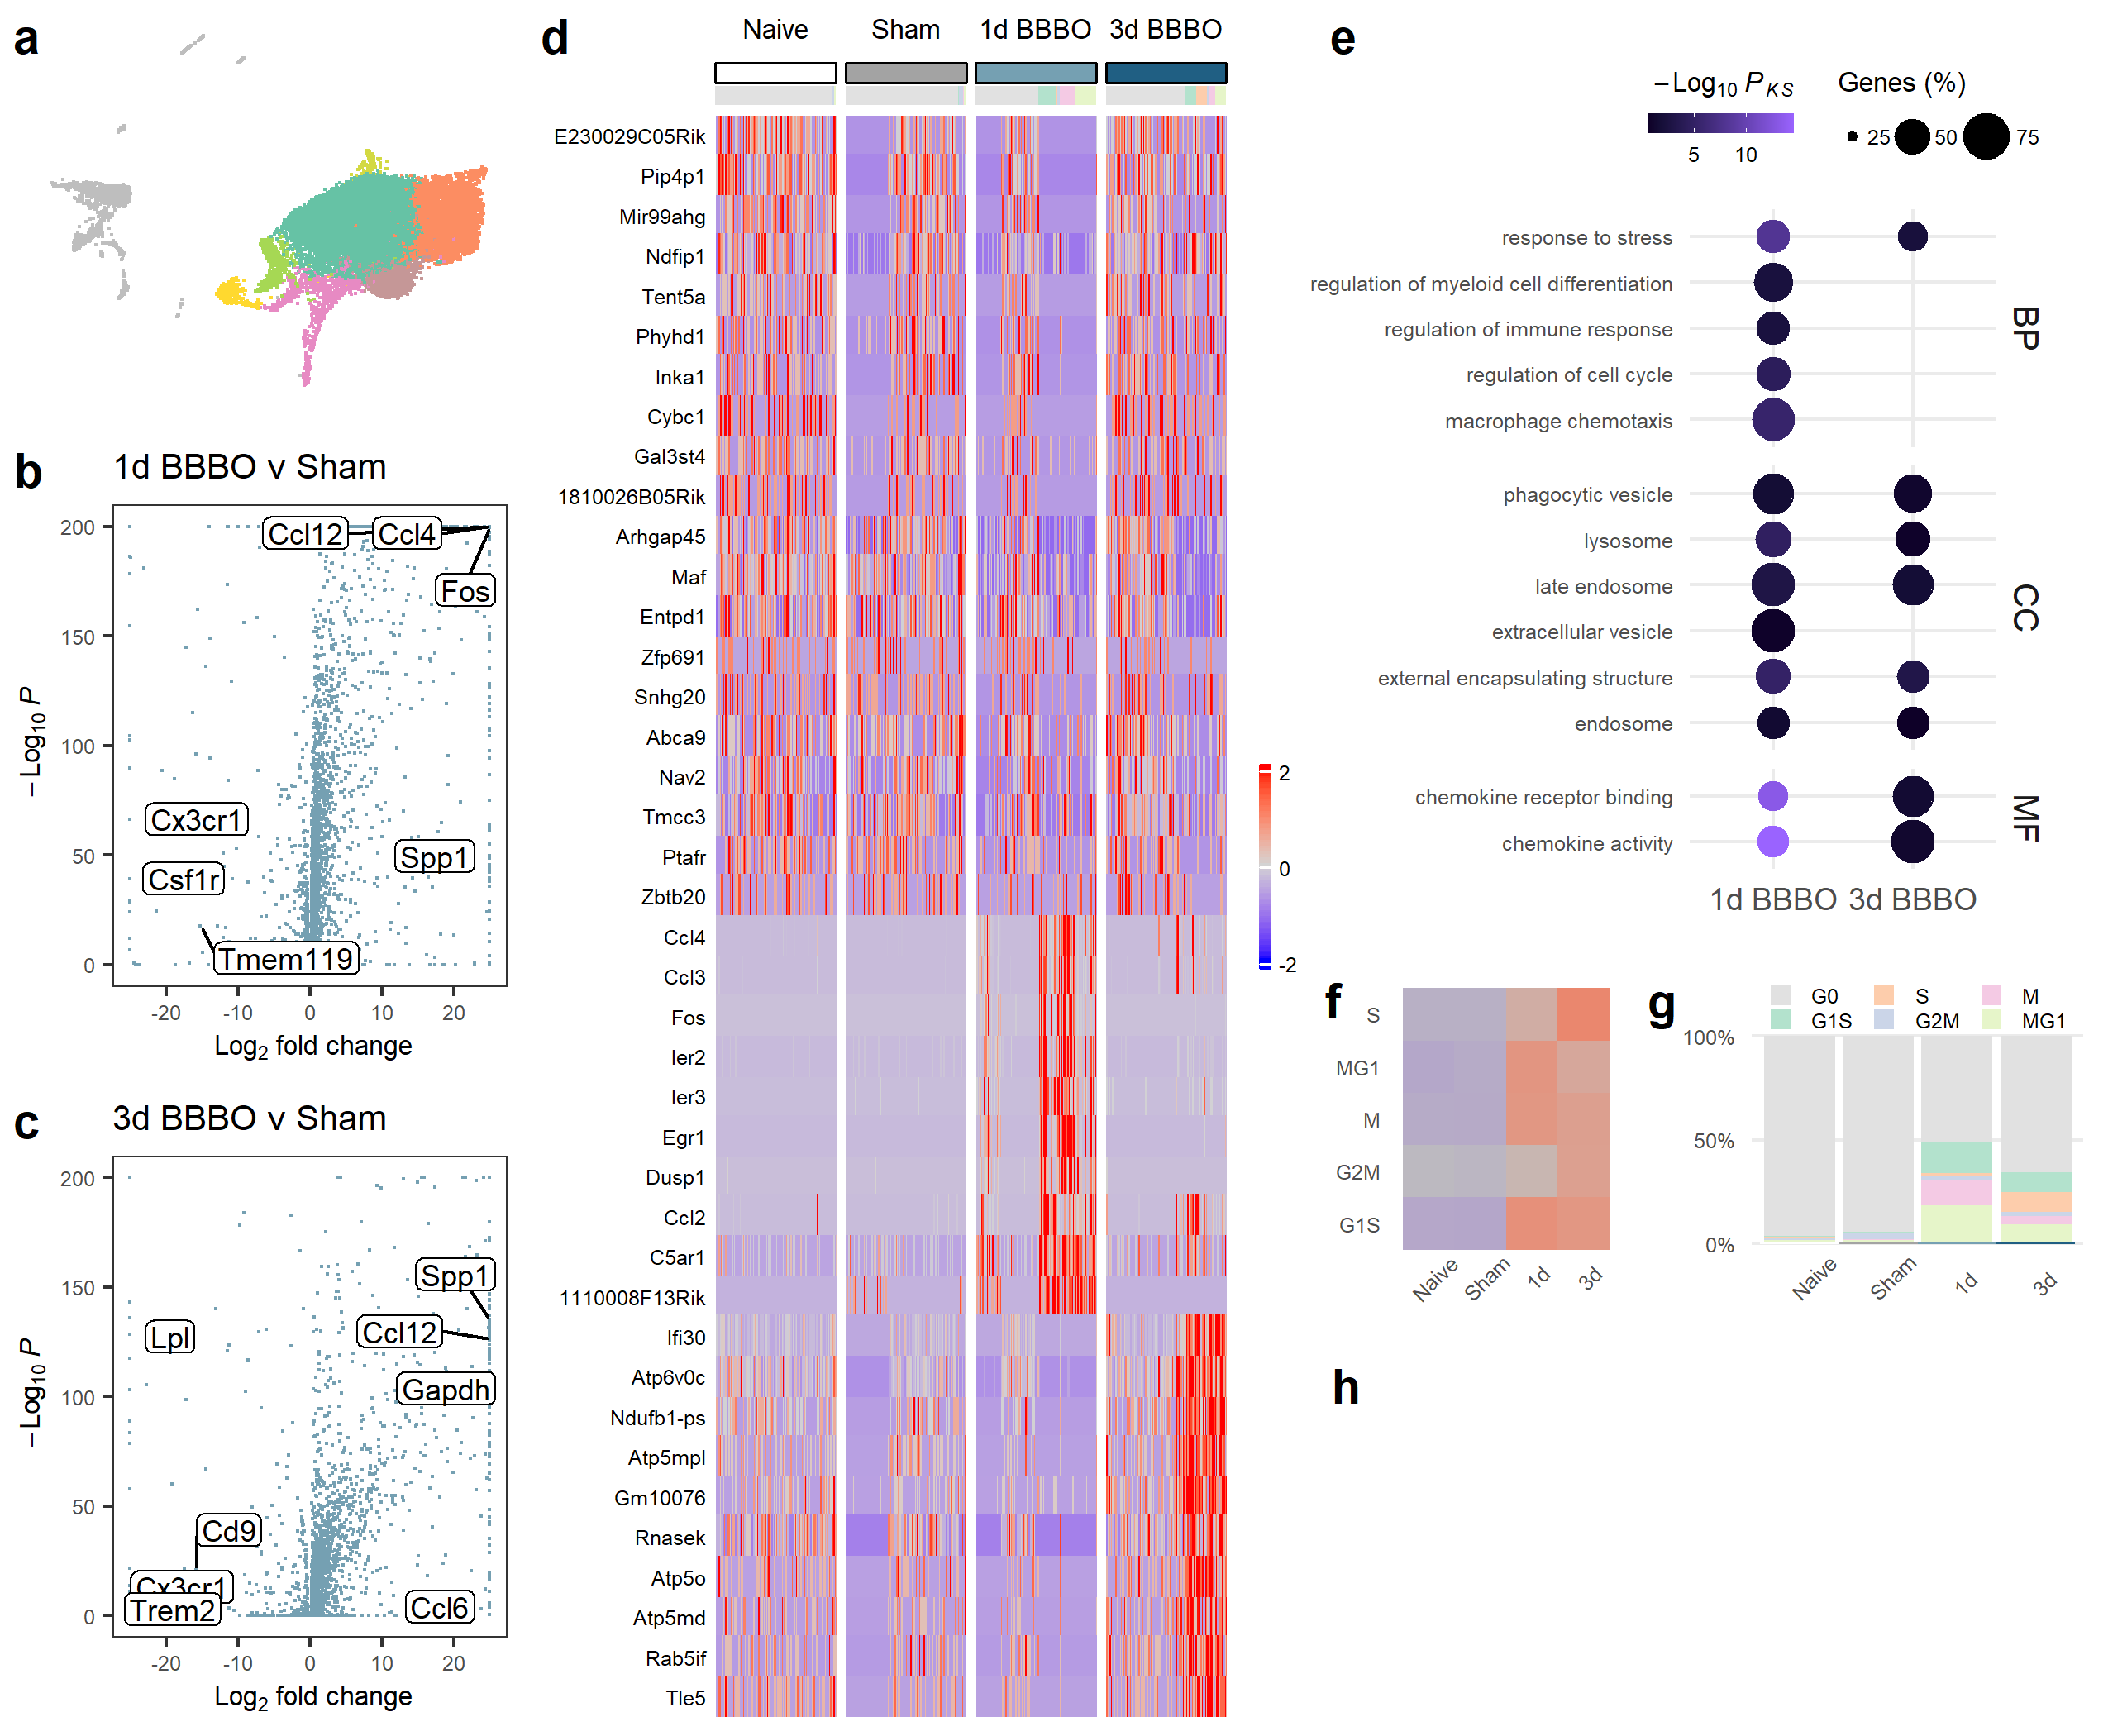 a
b
1d BBBO v Sham
200
150
100
50
0
−Log10 P
Ccl12
Ccl4
Fos
Cx3cr1
Csf1r
Spp1
Tmem119
-20 -10 0 10 20
Log2 fold change
c
3d BBBO v Sham
200
150
100
50
0
−Log10 P
Spp1
Ccl12
Lpl
Gapdh
Cd9
Cx3cr1
Trem2
Ccl6
-20 -10 0 10 20
Log2 fold change
d
Naive Sham 1d BBBO 3d BBBO
E230029C05Rik
Pip4p1
Mir99ahg
Ndfip1
Tent5a
Phyhd1
Inka1
Cybc1
Gal3st4
1810026B05Rik
Arhgap45
Maf
Entpd1
Zfp691
Snhg20
Abca9
Nav2
Tmcc3
Ptafr
Zbtb20
Ccl4
Ccl3
Fos
Ier2
Ier3
Egr1
Dusp1
Ccl2
C5ar1
1110008F13Rik
Ifi30
Atp6v0c
Ndufb1-ps
Atp5mpl
Gm10076
Rnasek
Atp5o
Atp5md
Rab5if
Tle5
2
0
-2
e
−Log10 PKS
5 10
Genes (%)
25 50 75
response to stress
regulation of myeloid cell differentiation
regulation of immune response
regulation of cell cycle
macrophage chemotaxis
BP
phagocytic vesicle
lysosome
late endosome
extracellular vesicle
external encapsulating structure
endosome
CC
chemokine receptor binding
chemokine activity
MF
1d BBBO 3d BBBO
f
S
MG1
M
G2M
G1S
Naive Sham 1d 3d
g
G0 S M
G1S G2M MG1
100%
50%
0%
Naive Sham 1d 3d
h